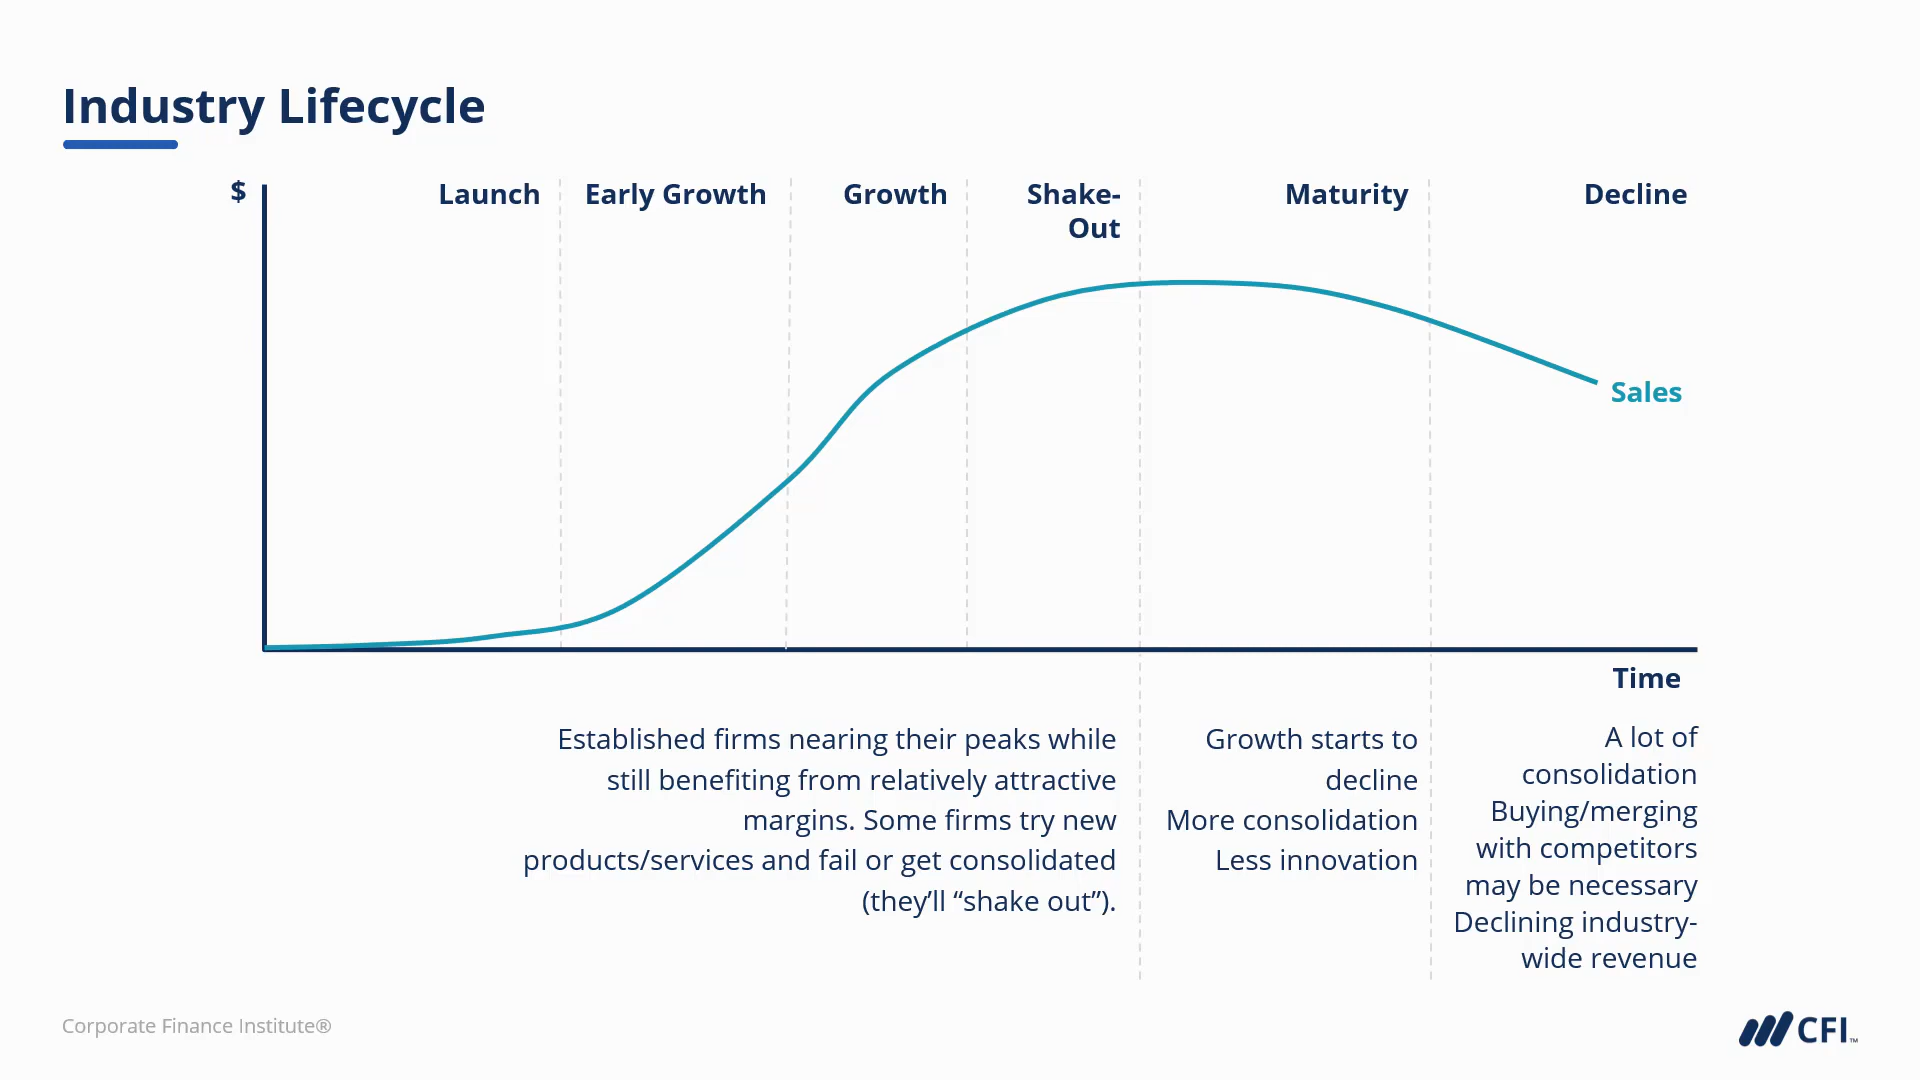 Industry Lifecycle
$
Launch
Early Growth
Growth
Shake-
Out
Maturity
Decline
Sales
Time
Established firms nearing their peaks while
still benefiting from relatively attractive
margins. Some firms try new
products/services and fail or get consolidated
(they’ll “shake out”).
Growth starts to
decline
More consolidation
Less innovation
A lot of
consolidation
Buying/merging
with competitors
may be necessary
Declining industry-
wide revenue
Corporate Finance Institute®
CFI™